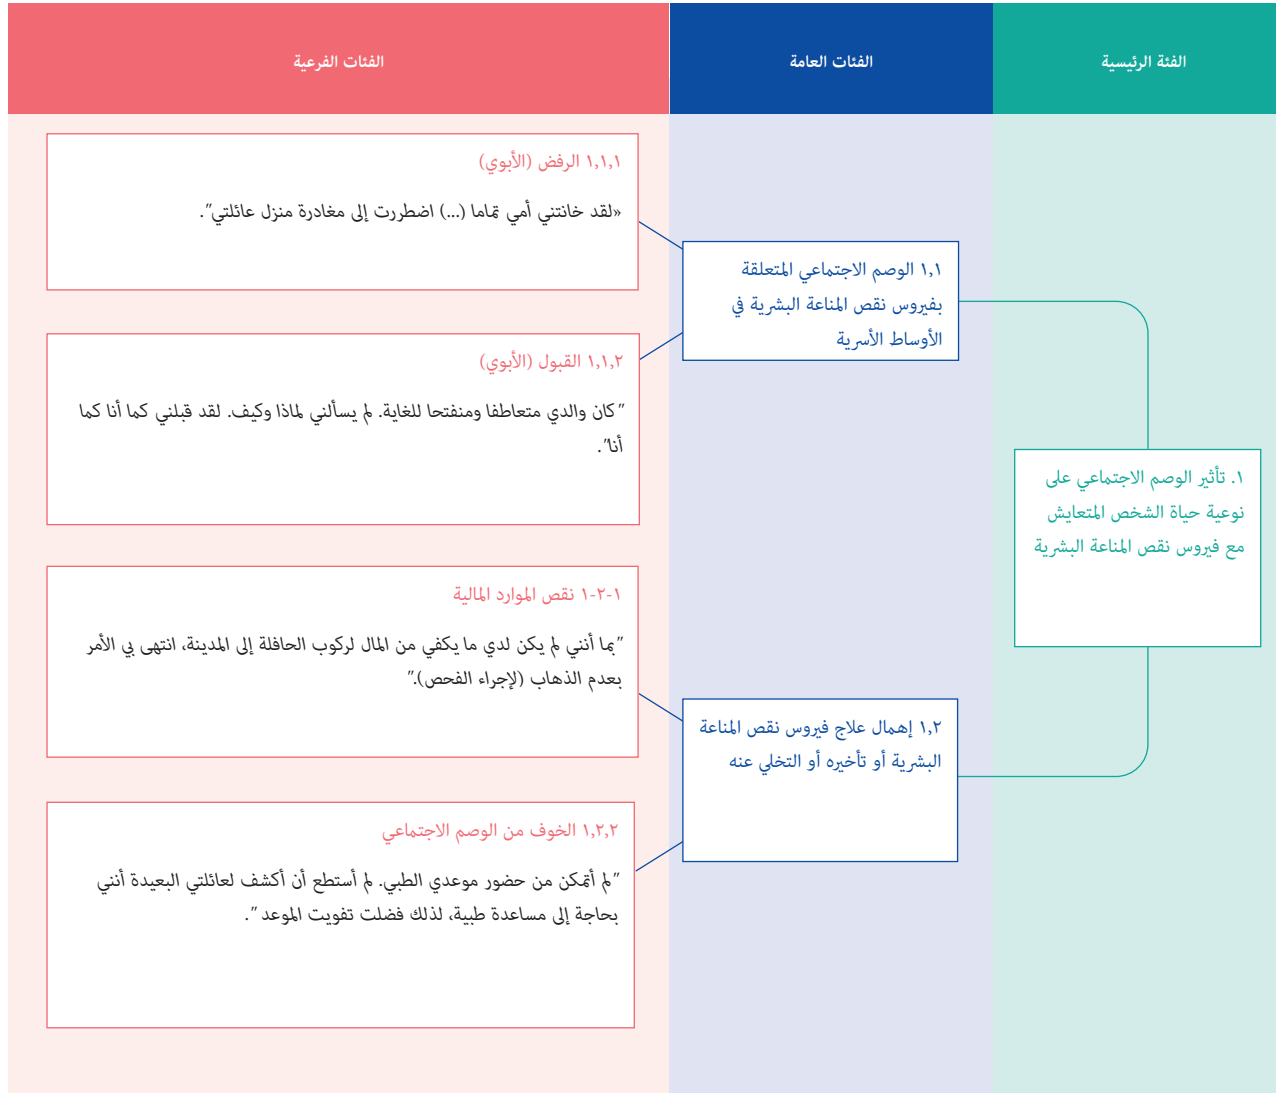 الفئة الرئيسية
الفئات العامة
الفئات الفرعية
١. تأثير الوصم الاجتماعي على
نوعية حياة الشخص المتعايش
مع فيروس نقص المناعة البشرية
١,١ الوصم الاجتماعي المتعلقة
بفيروس نقص المناعة البشرية في
الأوساط الأسرية
١,١,١ الرفض (الأبوي)
«لقد خانتني أمي تماما (...) اضطررت إلى مغادرة منزل عائلتي".
١,١,٢ القبول (الأبوي)
"كان والدي متعاطفا ومنفتحا للغاية. لم يسألني لماذا وكيف. لقد قبلني كما أنا كما
أنا".
١,٢ إهمال علاج فيروس نقص المناعة
البشرية أو تأخيره أو التخلي عنه
١-٢-١ نقص الموارد المالية
"بما أنني لم يكن لدي ما يكفي من المال لركوب الحافلة إلى المدينة، انتهى بي الأمر
بعدم الذهاب (لإجراء الفحص)."
١,٢,٢ الخوف من الوصم الاجتماعي
"لم أتمكن من حضور موعدي الطبي. لم أستطع أن أكشف لعائلتي البعيدة أنني
بحاجة إلى مساعدة طبية، لذلك فضلت تفويت الموعد".